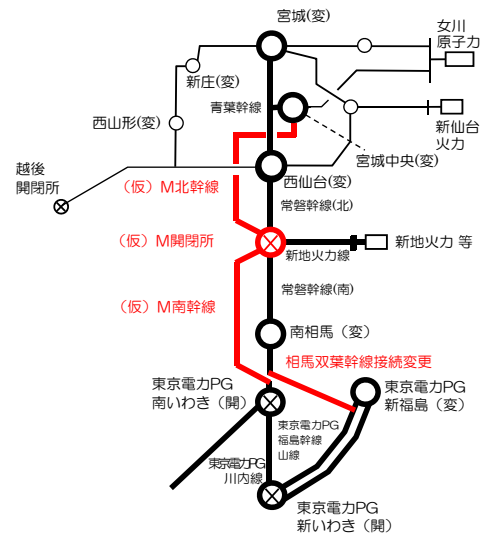 宮城(変)
女川
原子力
新庄(変)
青葉幹線
西山形(変)
新仙台
火力
宮城中央(変)
越後
開閉所
西仙台(変)
(仮) M北幹線
常磐幹線(北)
(仮) M開閉所
新地火力 等
新地火力線
常磐幹線(南)
(仮) M南幹線
南相馬 (変)
相馬双葉幹線接続変更
東京電力PG
南いわき (開)
東京電力PG
新福島 (変)
東京電力PG
福島幹線
山線
東京電力PG
川内線
東京電力PG
新いわき (開)